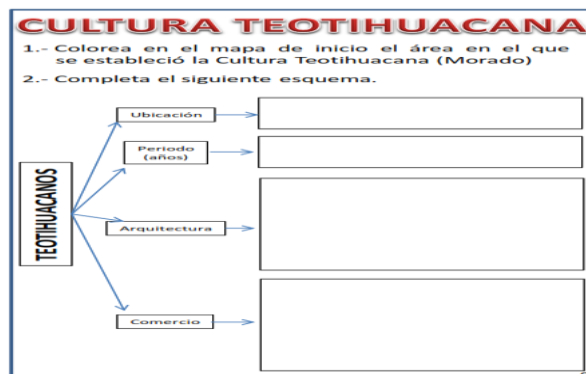 CULTURA TEOTIHUACANA
1.- Colorea en el mapa de inicio el área en el que
se estableció la Cultura Teotihuacana (Morado)
2.- Completa el siguiente esquema.
TEOTIHUACANOS
Ubicación
Periodo
(años)
Arquitectura
Comercio